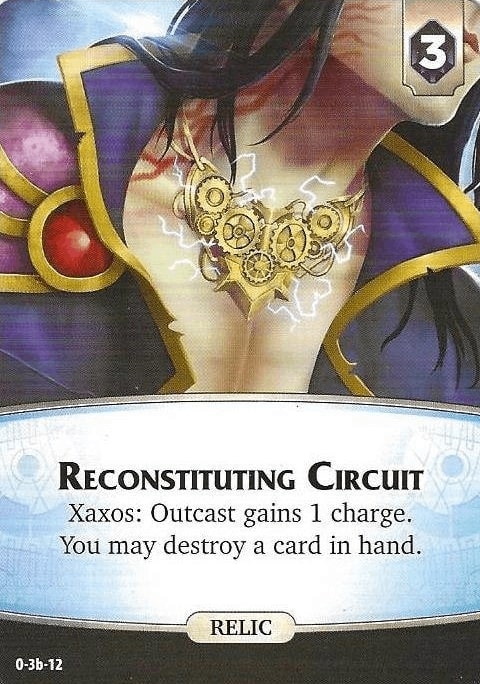 3
RECONSTITUTING CIRCUIT
Xaxos: Outcast gains 1 charge.
You may destroy a card in hand.
RELIC
0-3b-12